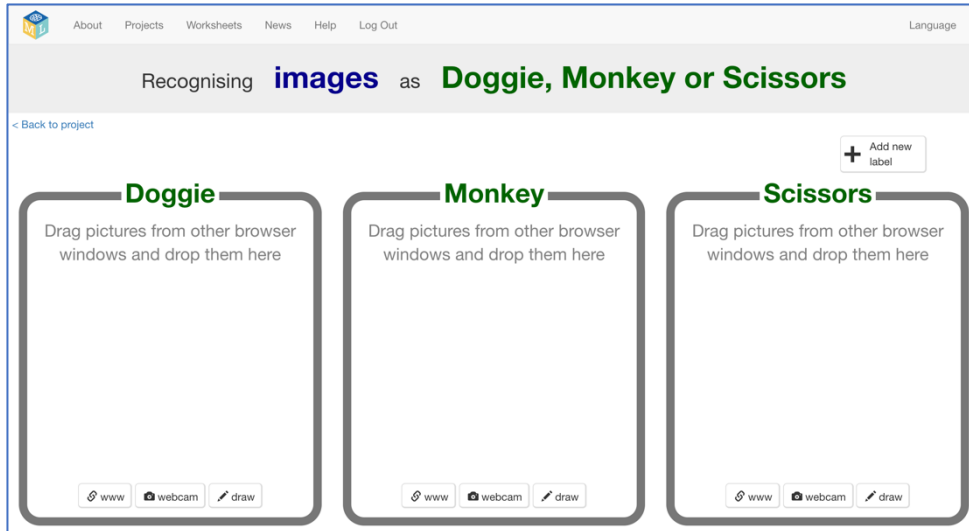 ML
About Projects Worksheets News Help Log Out Language
Recognising images as Doggie, Monkey or Scissors
< Back to project
Add new
label
Doggie Monkey Scissors
Drag pictures from other browser
windows and drop them here
Drag pictures from other browser
windows and drop them here
Drag pictures from other browser
windows and drop them here
www webcam draw
www webcam draw
www webcam draw